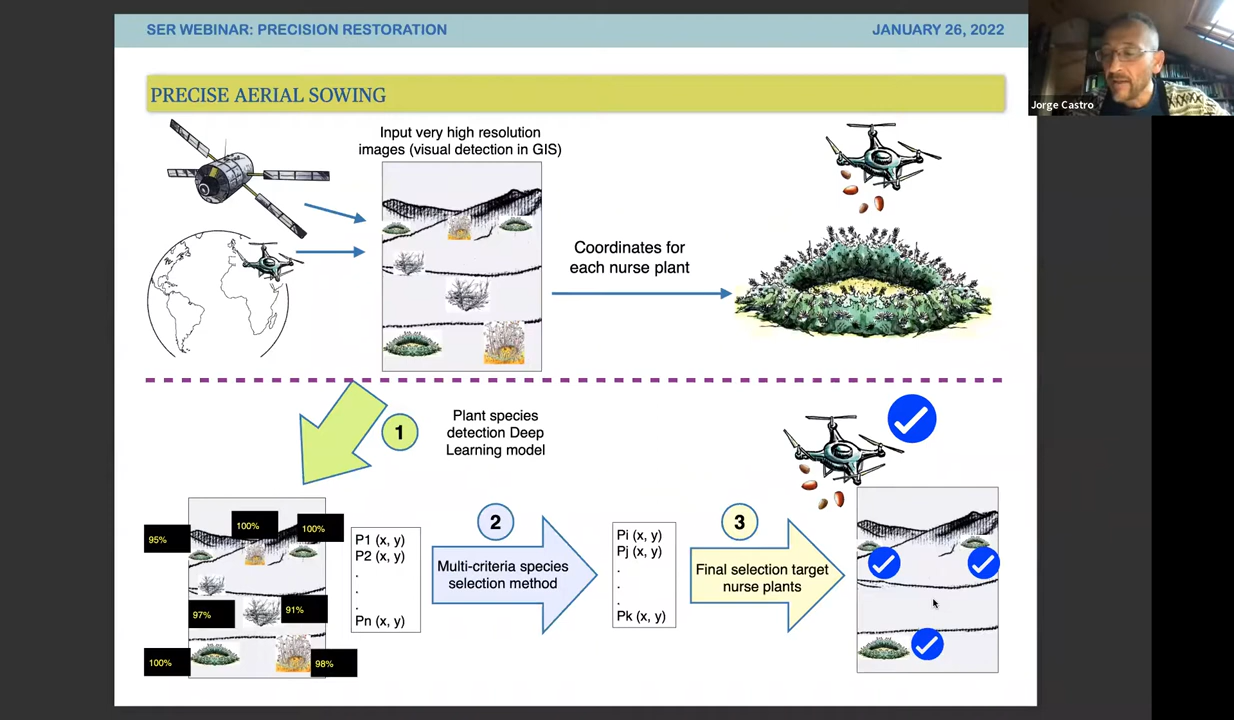 SER WEBINAR: PRECISION RESTORATION
JANUARY 26, 2022
Jorge Castro
PRECISE AERIAL SOWING
Input very high resolution
images (visual detection in GIS)
Coordinates for
each nurse plant
1
Plant species
detection Deep
Learning model
95%
100%
100%
97%
91%
100%
98%
P1 (x, y)
P2 (x, y)
.
.
.
Pn (x, y)
2
Multi-criteria species
selection method
Pi (x, y)
Pj (x, y)
.
.
.
Pk (x, y)
3
Final selection target
nurse plants